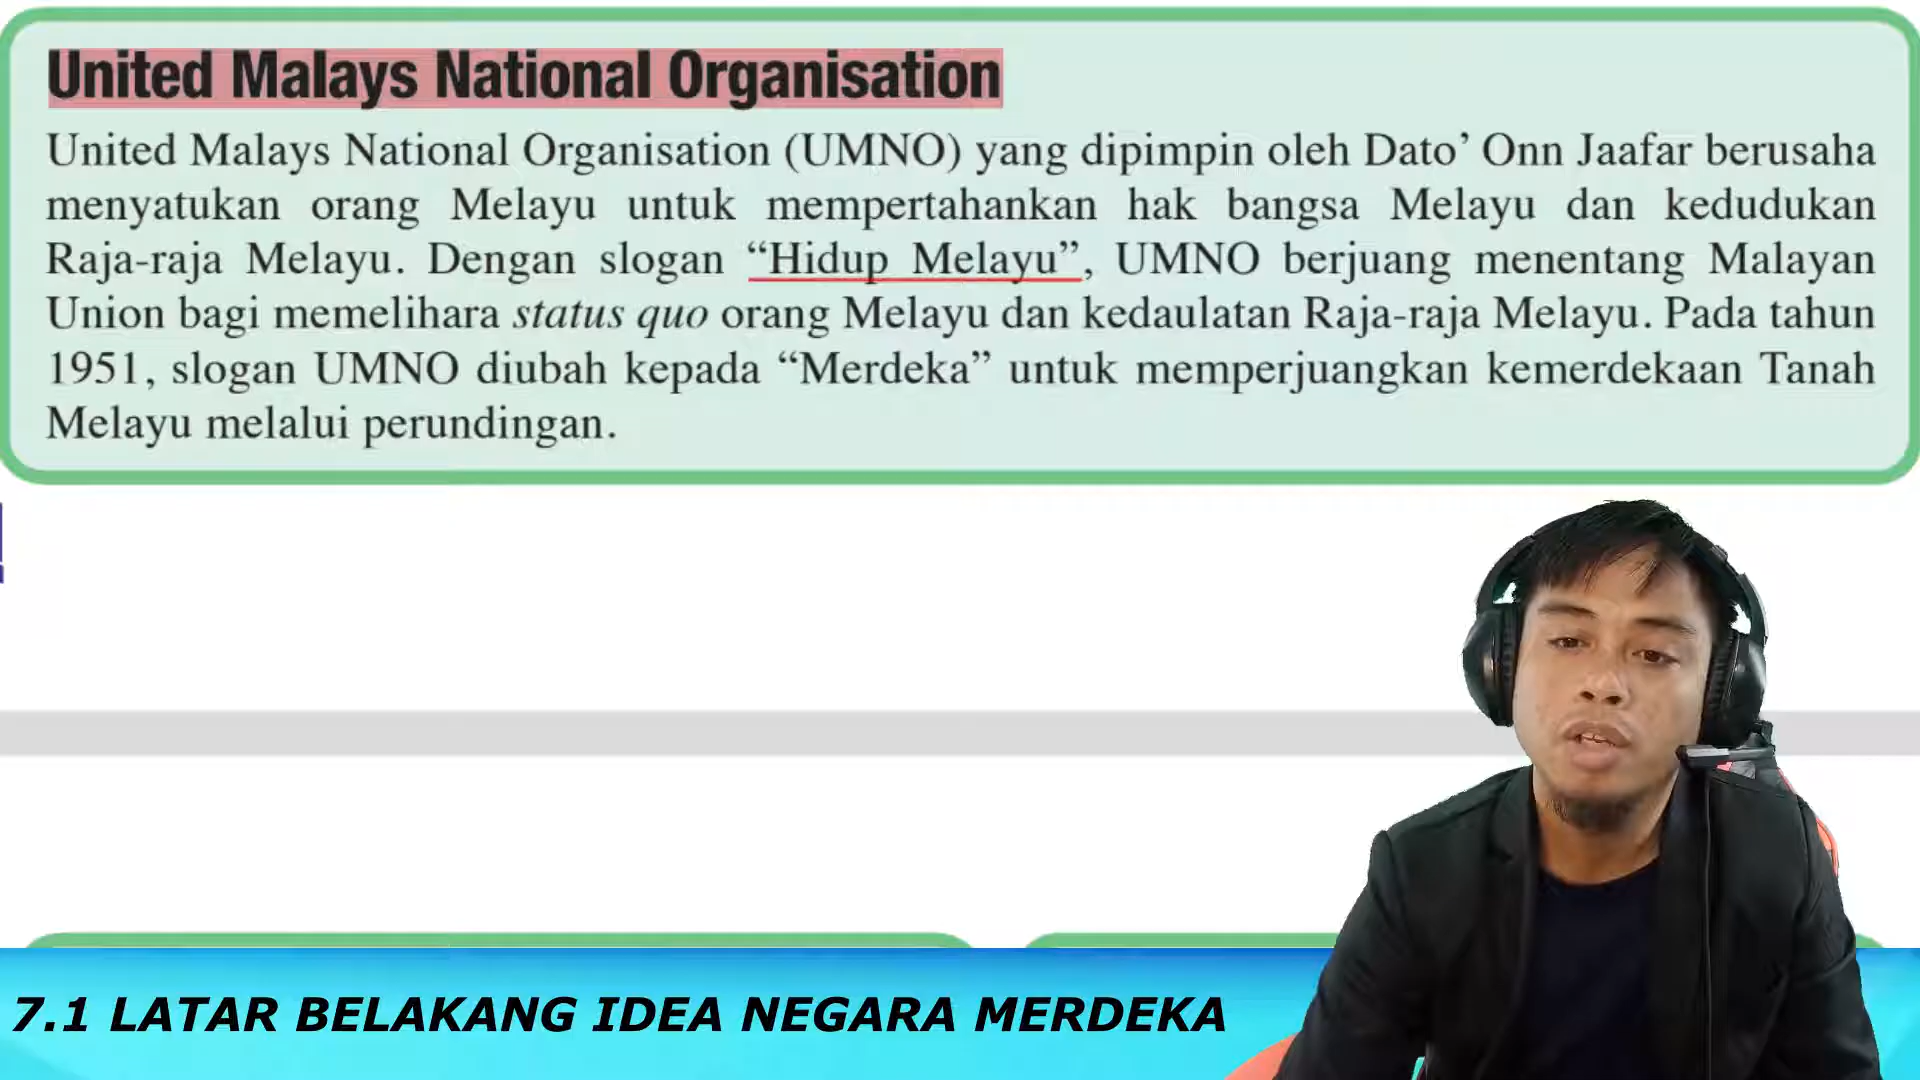 United Malays National Organisation
United Malays National Organisation (UMNO) yang dipimpin oleh Dato’ Onn Jaafar berusaha
menyatukan orang Melayu untuk mempertahankan hak bangsa Melayu dan kedudukan
Raja-raja Melayu. Dengan slogan “Hidup Melayu”, UMNO berjuang menentang Malayan
Union bagi memelihara status quo orang Melayu dan kedaulatan Raja-raja Melayu. Pada tahun
1951, slogan UMNO diubah kepada “Merdeka” untuk memperjuangkan kemerdekaan Tanah
Melayu melalui perundingan.
7.1 LATAR BELAKANG IDEA NEGARA MERDEKA